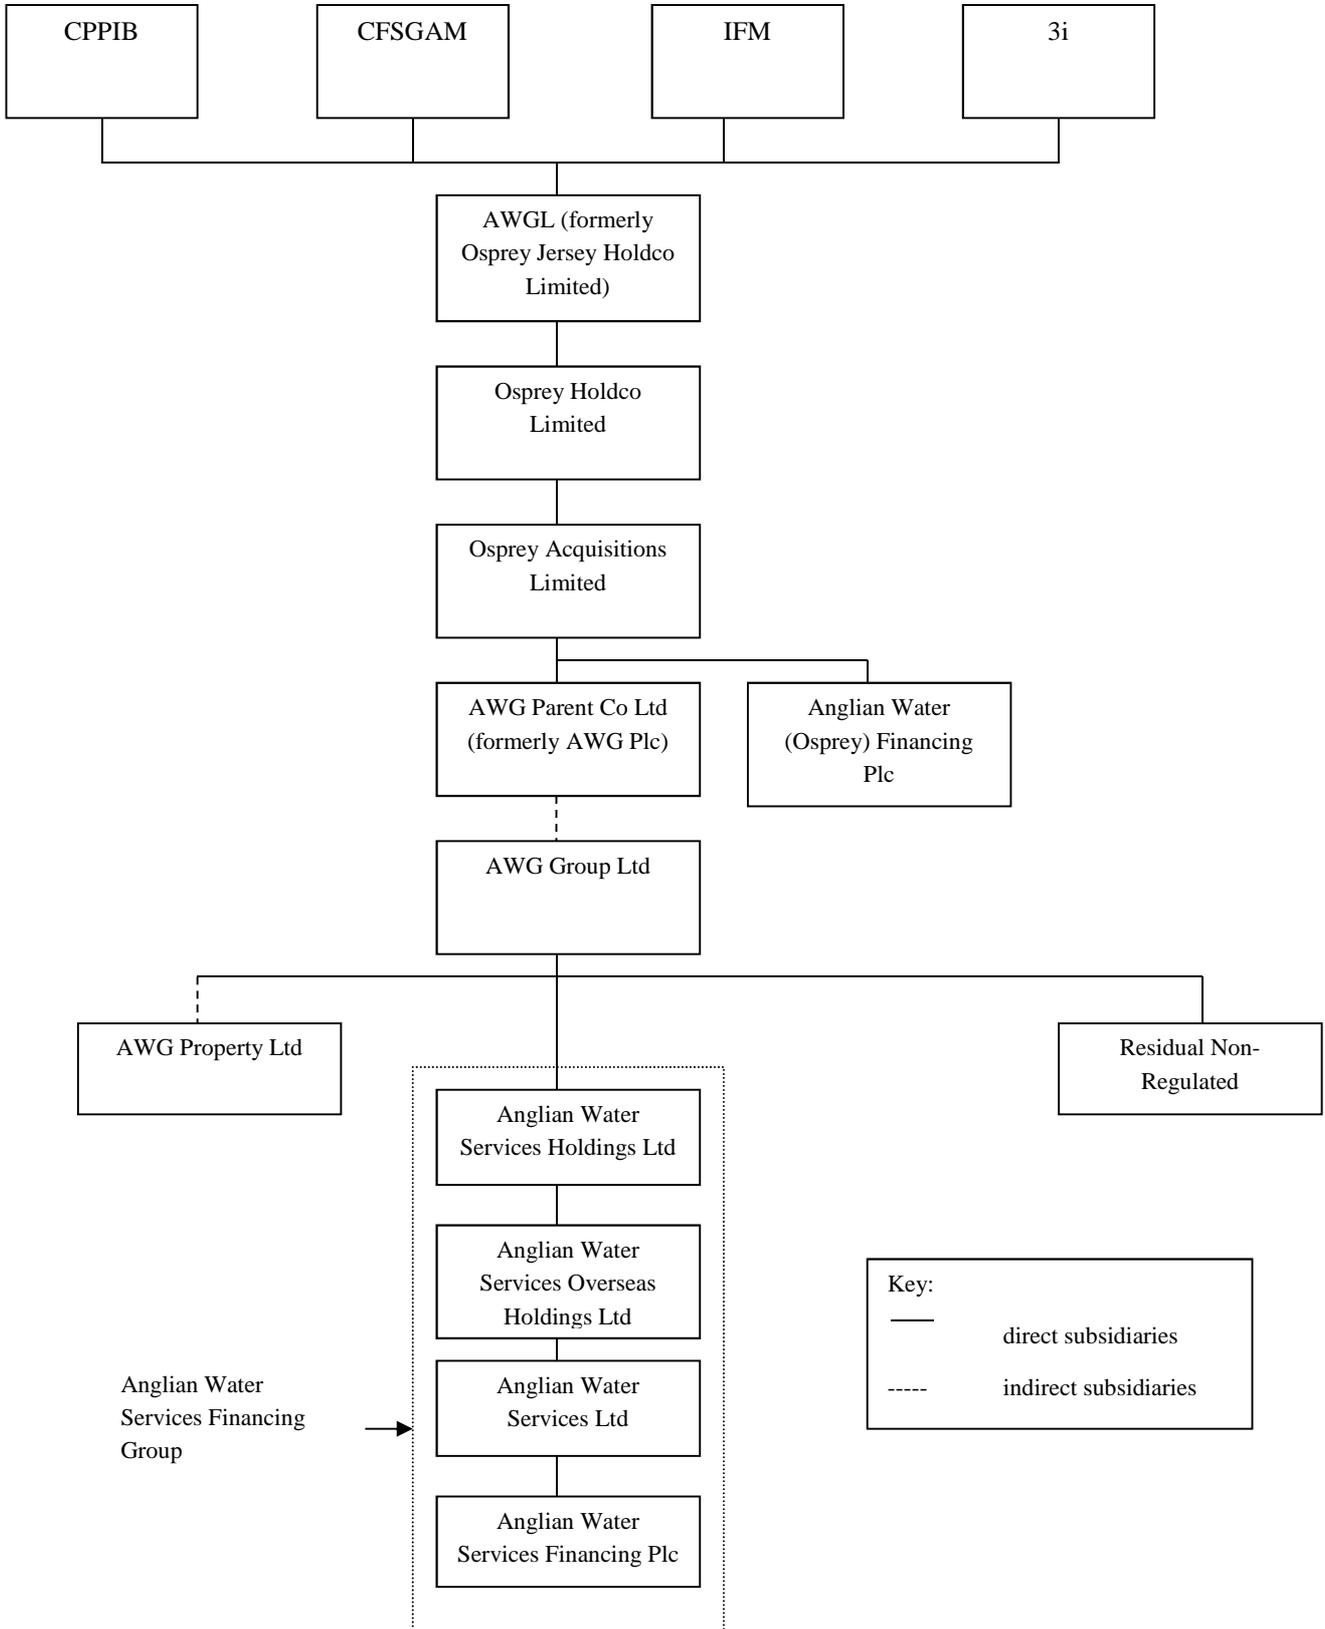 CPPIB
CFSGAM
IFM
3i
AWGL (formerly
Osprey Jersey Holdco
Limited)
Osprey Holdco
Limited
Osprey Acquisitions
Limited
AWG Parent Co Ltd
(formerly AWG Plc)
Anglian Water
(Osprey) Financing
Plc
AWG Group Ltd
AWG Property Ltd
Residual Non-
Regulated
Anglian Water
Services Holdings Ltd
Anglian Water
Services Overseas
Holdings Ltd
Key:
direct subsidiaries
indirect subsidiaries
Anglian Water
Services Financing
Group
Anglian Water
Services Ltd
Anglian Water
Services Financing Plc